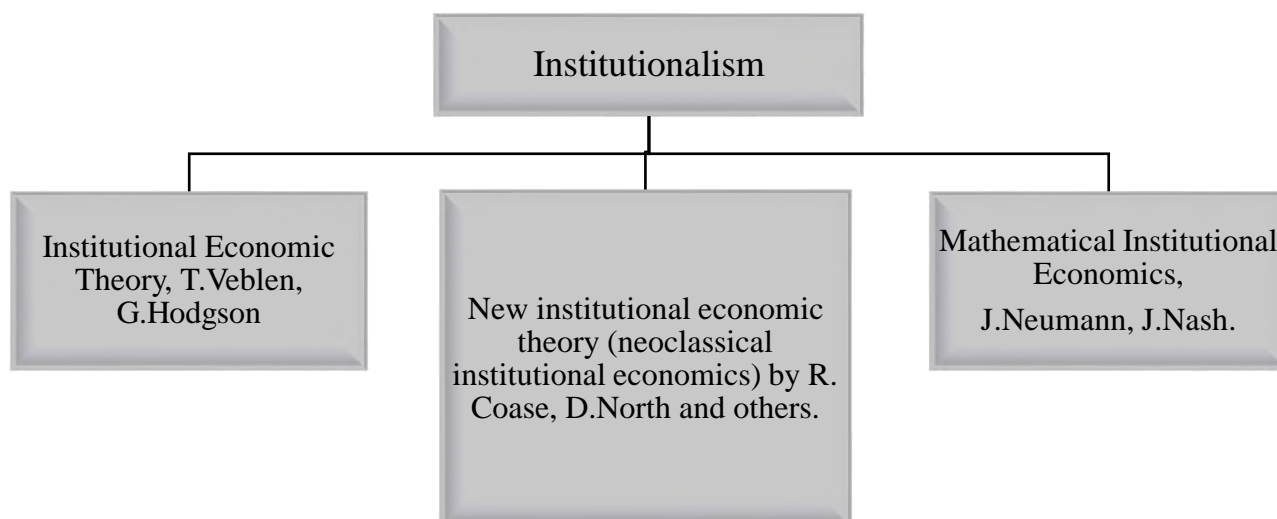 Institutionalism
Institutional Economic
Theory, T.Veblen,
G.Hodgson
New institutional economic
theory (neoclassical
institutional economics) by R.
Coase, D.North and others.
Mathematical Institutional
Economics,
J.Neumann, J.Nash.